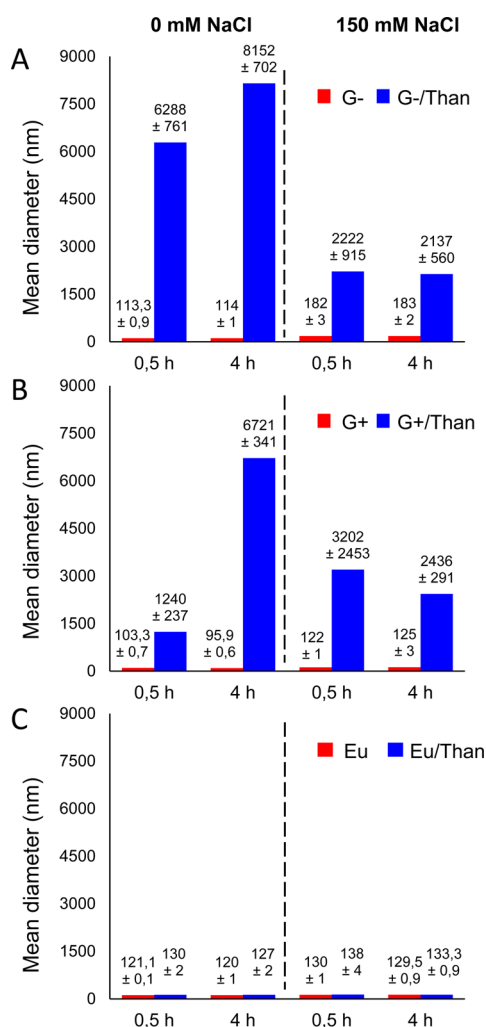 0 mM NaCl
150 mM NaCl
A
Mean diameter (nm)
9000
7500
6000
4500
3000
1500
0
G-
G-/Than
113,3
± 0,9
6288
± 761
114
± 1
8152
± 702
182
± 3
2222
± 915
183
± 2
2137
± 560
0,5 h
4 h
0,5 h
4 h
B
Mean diameter (nm)
9000
7500
6000
4500
3000
1500
0
G+
G+/Than
103,3
± 0,7
1240
± 237
95,9
± 0,6
6721
± 341
122
± 1
3202
± 2453
125
± 3
2436
± 291
0,5 h
4 h
0,5 h
4 h
C
Mean diameter (nm)
9000
7500
6000
4500
3000
1500
0
Eu
Eu/Than
121,1
± 0,1
130
± 2
120
± 1
127
± 2
130
± 1
138
± 4
129,5
± 0,9
133,3
± 0,9
0.5 h
4 h
0.5 h
4 h